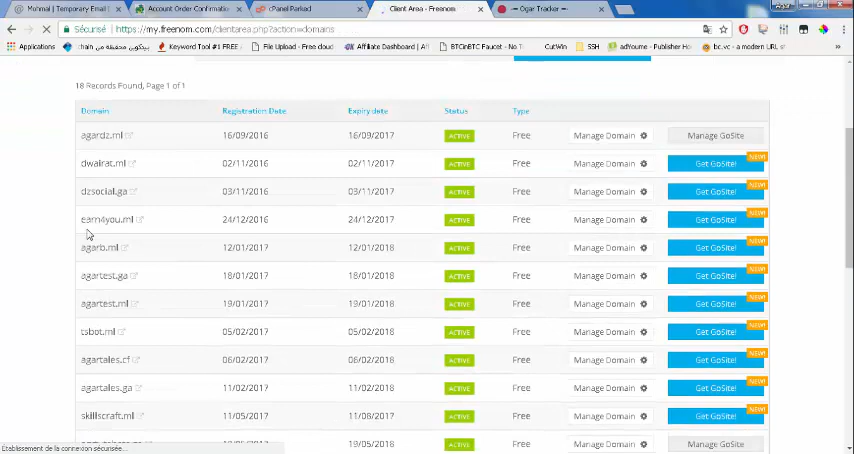 Muhmal | Temporary Email
Account Order Confirmatio
cPanel Parkad
Client Area - Freenom
-= Ogar Tracker =-
Sécurisé
https://my.freenom.com/clientarea.php?action=domains
Applications
Keyword Tool #1 FREE
File Upload - Free cloud
Affiliate Dashboard | Af
BTCinBTC Faucet - No
CutWin
SSH
adYoume - Publisher Ho
bc.vc - a modern URL s
18 Records Found, Page 1 of 1
Domain Registration Date Expiry date Status Type
agardz.ml 16/09/2016 16/09/2017 ACTIVE Free Manage Domain Manage GoSite
dwairat.ml 02/11/2016 02/11/2017 ACTIVE Free Manage Domain Get GoSite! NEW!
dzsocial.ga 03/11/2016 03/11/2017 ACTIVE Free Manage Domain Get GoSite! NEW!
earn4you.ml 24/12/2016 24/12/2017 ACTIVE Free Manage Domain Get GoSite! NEW!
agarb.ml 12/01/2017 12/01/2018 ACTIVE Free Manage Domain Get GoSite! NEW!
agartest.ga 18/01/2017 18/01/2018 ACTIVE Free Manage Domain Get GoSite! NEW!
agartest.ml 19/01/2017 19/01/2018 ACTIVE Free Manage Domain Get GoSite! NEW!
tsbot.ml 05/02/2017 05/02/2018 ACTIVE Free Manage Domain Get GoSite! NEW!
agartales.cf 06/02/2017 06/02/2018 ACTIVE Free Manage Domain Get GoSite! NEW!
agartales.ga 11/02/2017 11/02/2018 ACTIVE Free Manage Domain Get GoSite! NEW!
skillscraft.ml 11/05/2017 11/08/2017 ACTIVE Free Manage Domain Get GoSite! NEW!
19/05/2018 ACTIVE Free Manage Domain Manage GoSite
Établissement de la connexion sécurisée...